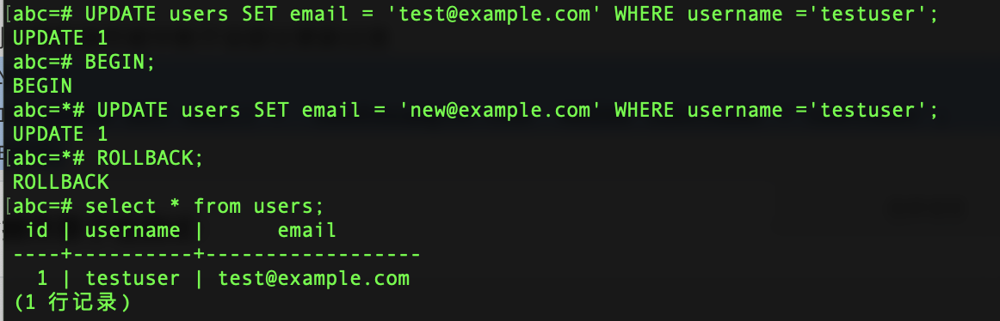 [abc=# UPDATE users SET email = 'test@example.com' WHERE username ='testuser';
UPDATE 1
abc=# BEGIN;
BEGIN
abc=*# UPDATE users SET email = 'new@example.com' WHERE username ='testuser';
UPDATE 1
[abc=*# ROLLBACK;
ROLLBACK
[abc=# select * from users;
 id | username |      email
----+----------+------------------
  1 | testuser | test@example.com
(1 行记录)